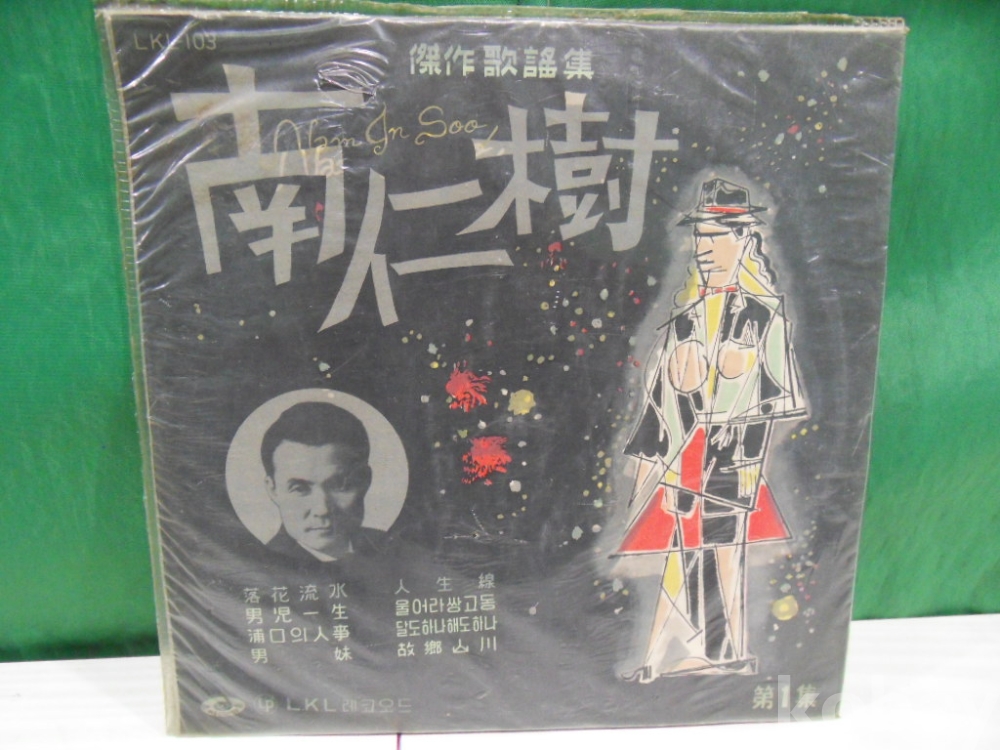 LKL-103
傑作歌謠集
南仁樹
Nam In Soo
落花流水
男児一生
浦口의人事
男妹
人生線
울어라쌍고동
달도하나해도하나
故鄕山川
LP LKL레코오드
第1集